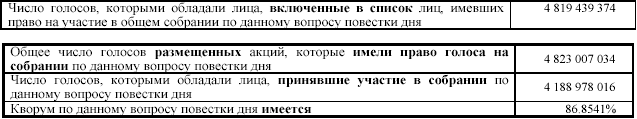 Число голосов, которыми обладали лица, включенные в список лиц, имевших
право на участие в общем собрании по данному вопросу повестки дня
4 819 439 374
Общее число голосов размещенных акций, которые имели право голоса на
собрании по данному вопросу повестки дня
4 823 007 034
Число голосов, которыми обладали лица, принявшие участие в собрании по
данному вопросу повестки дня
4 188 978 016
Кворум по данному вопросу повестки дня имеется
86.8541%